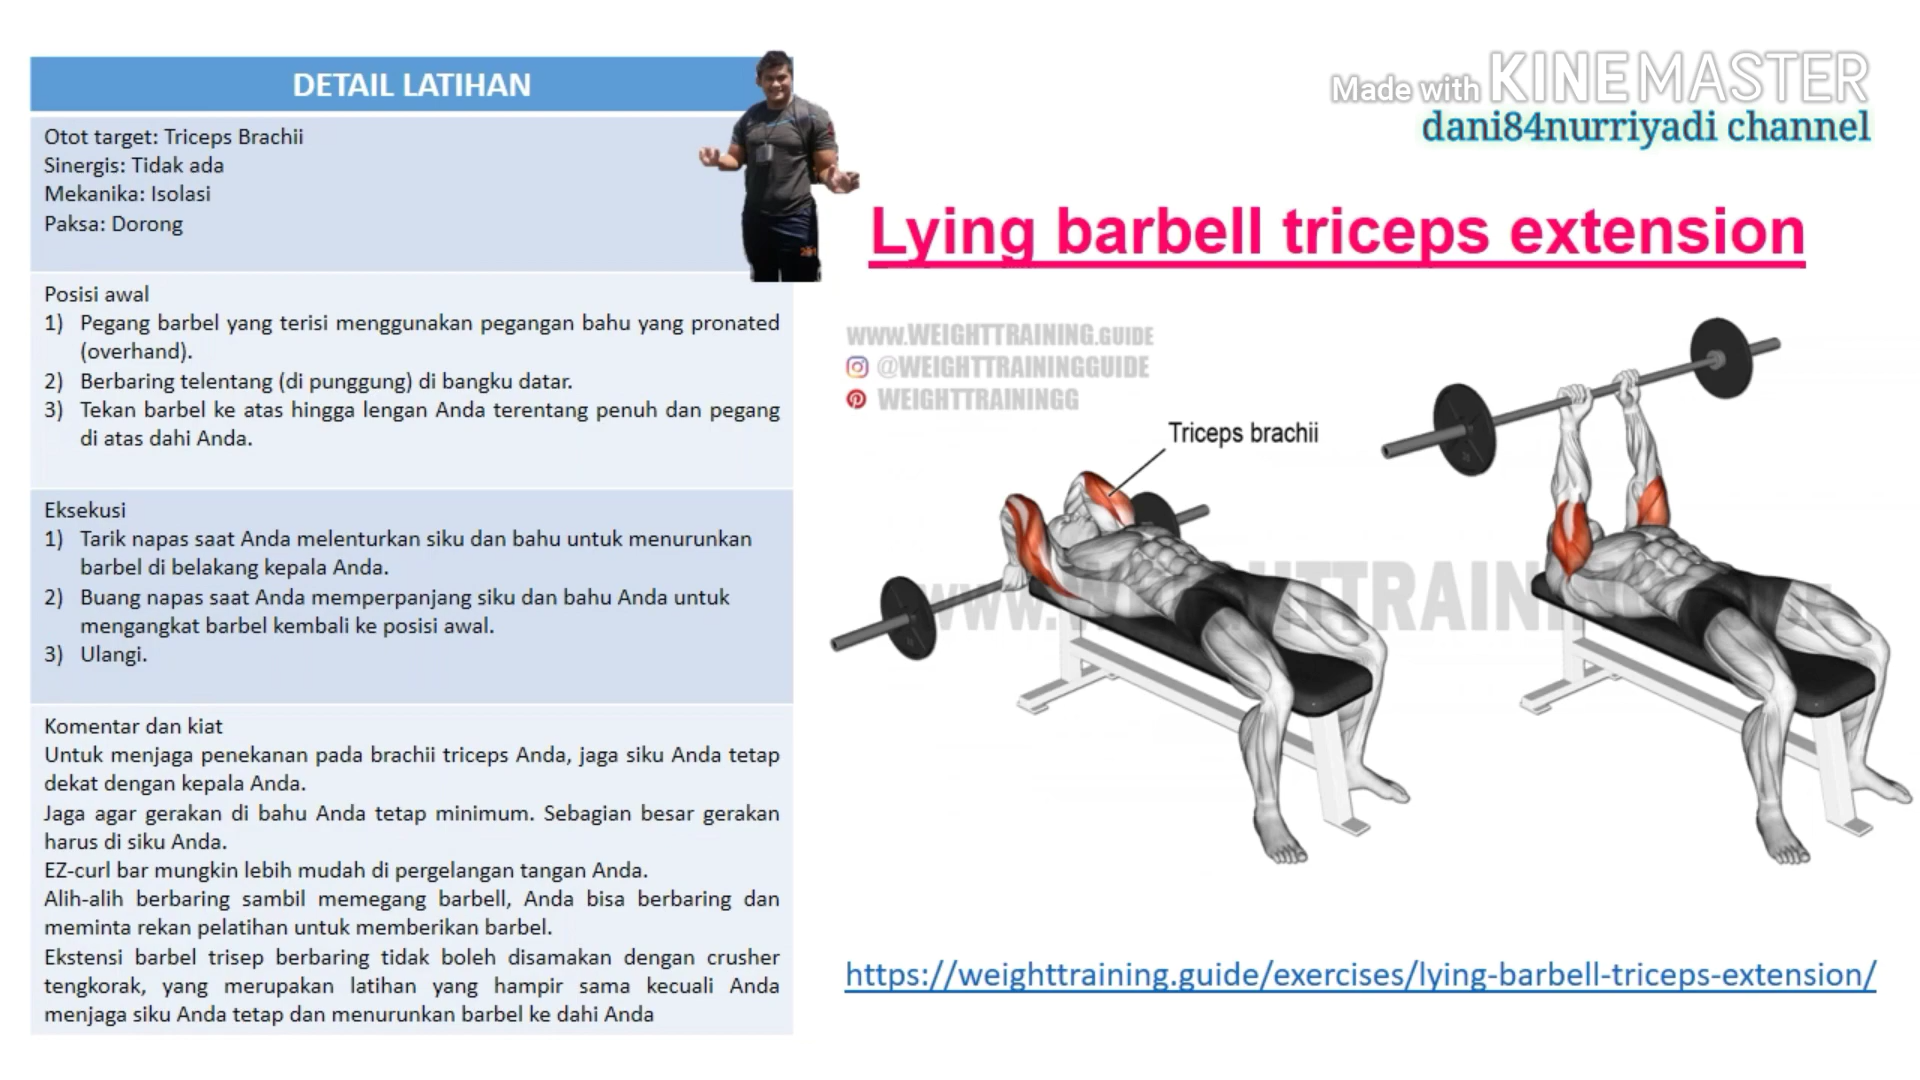 DETAIL LATIHAN
Otot target: Triceps Brachii
Sinergis: Tidak ada
Mekanika: Isolasi
Paksa: Dorong
Posisi awal
1) Pegang barbel yang terisi menggunakan pegangan bahu yang pronated
(overhand).
2) Berbaring telentang (di punggung) di bangku datar.
3) Tekan barbel ke atas hingga lengan Anda terentang penuh dan pegang
di atas dahi Anda.
Eksekusi
1) Tarik napas saat Anda melenturkan siku dan bahu untuk menurunkan
barbel di belakang kepala Anda.
2) Buang napas saat Anda memperpanjang siku dan bahu Anda untuk
mengangkat barbel kembali ke posisi awal.
3) Ulangi.
Komentar dan kiat
Untuk menjaga penekanan pada brachii triceps Anda, jaga siku Anda tetap
dekat dengan kepala Anda.
Jaga agar gerakan di bahu Anda tetap minimum. Sebagian besar gerakan
harus di siku Anda.
EZ-curl bar mungkin lebih mudah di pergelangan tangan Anda.
Alih-alih berbaring sambil memegang barbell, Anda bisa berbaring dan
meminta rekan pelatihan untuk memberikan barbel.
Ekstensi barbel trisep berbaring tidak boleh disamakan dengan crusher
tengkorak, yang merupakan latihan yang hampir sama kecuali Anda
menjaga siku Anda tetap dan menurunkan barbel ke dahi Anda
Made with KINEMASTER
dani84nurriyadi channel
Lying barbell triceps extension
WWW.WEIGHTTRAINING.GUIDE
@WEIGHTTRAININGGUIDE
WEIGHTTRAININGG
Triceps brachii
https://weighttraining.guide/exercises/lying-barbell-triceps-extension/